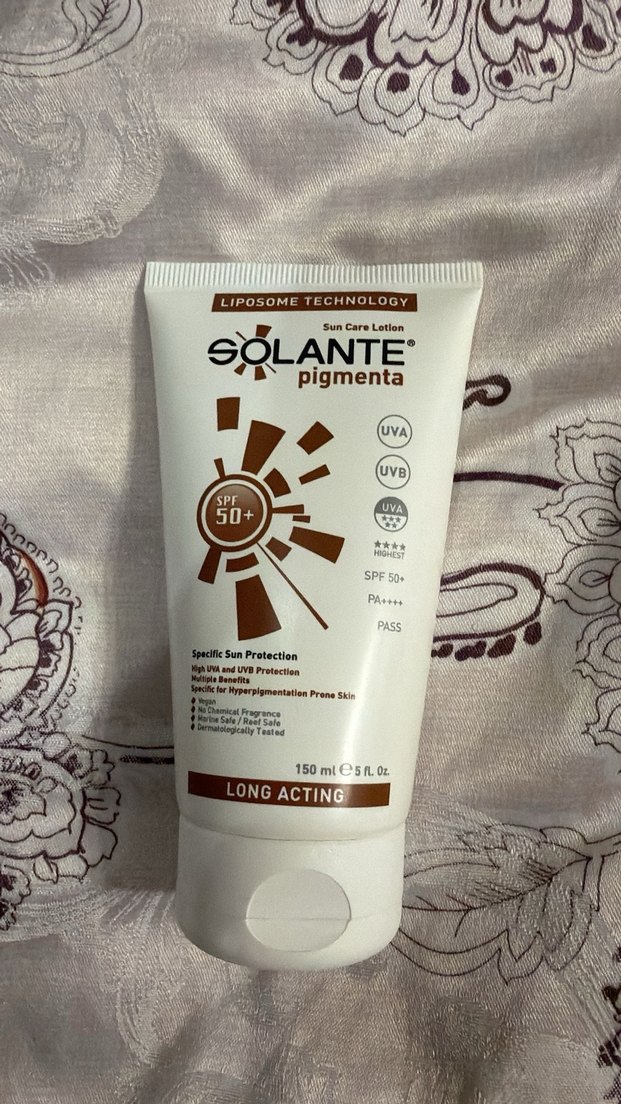 LIPOSOME TECHNOLOGY
Sun Care Lotion
SOLANTE®
pigmenta
UVA
UVB
UVA
HIGHEST
SPF
50+
SPF 50+
PA++++
PASS
Specific Sun Protection
High UVA and UVB Protection
Multiple Benefits
Specific for Hyperpigmentation Prone Skin
Vegan
No Chemical Fragrance
Marine Safe / Reef Safe
Dermatologically Tested
150 ml ℮ 5 fl. Oz.
LONG ACTING